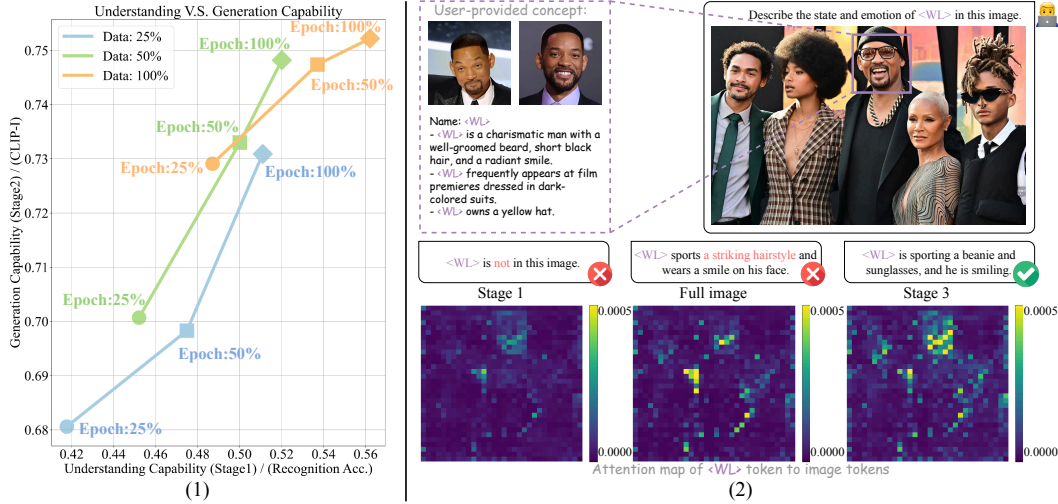 Understanding V.S. Generation Capability
Data: 25%
Data: 50%
Data: 100%
Epoch:100%
Epoch:100%
Epoch:50%
Epoch:50%
Epoch:25%
Epoch:100%
Epoch:25%
Epoch:50%
Epoch:25%
0.75
0.74
0.73
0.72
0.71
0.70
0.69
0.68
0.42
0.44
0.46
0.48
0.50
0.52
0.54
0.56
Generation Capability (Stage2) / (CLIP-I)
Understanding Capability (Stage1) / (Recognition Acc.)
(1)
User-provided concept:
Name: <WL>
- <WL> is a charismatic man with a
well-groomed beard, short black
hair, and a radiant smile.
- <WL> frequently appears at film
premieres dressed in dark-
colored suits.
- <WL> owns a yellow hat.
Describe the state and emotion of <WL> in this image.
<WL> is not in this image.
<WL> sports a striking hairstyle and
wears a smile on his face.
<WL> is sporting a beanie and
sunglasses, and he is smiling.
Stage 1
Full image
Stage 3
0.0005
0.0000
0.0005
0.0000
0.0005
0.0000
Attention map of <WL> token to image tokens
(2)